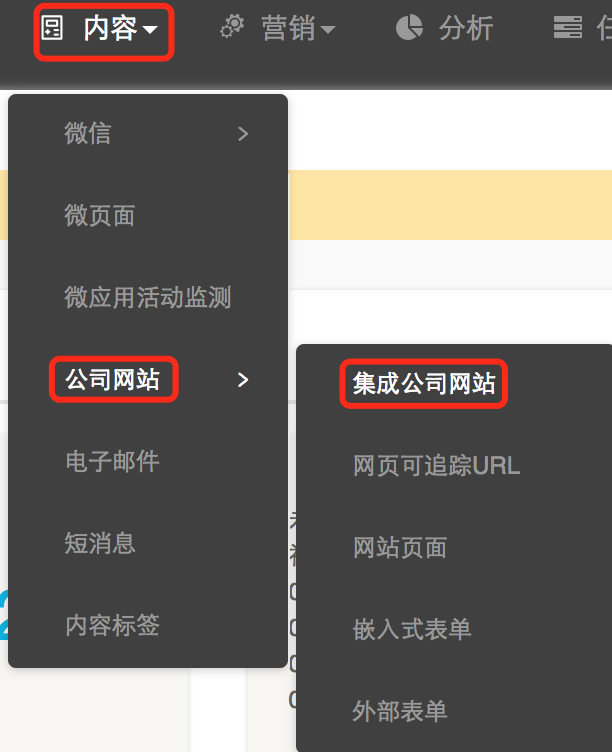 内容 营销 分析
微信
微页面
微应用活动监测
公司网站
电子邮件
短消息
内容标签
集成公司网站
网页可追踪URL
网站页面
嵌入式表单
外部表单